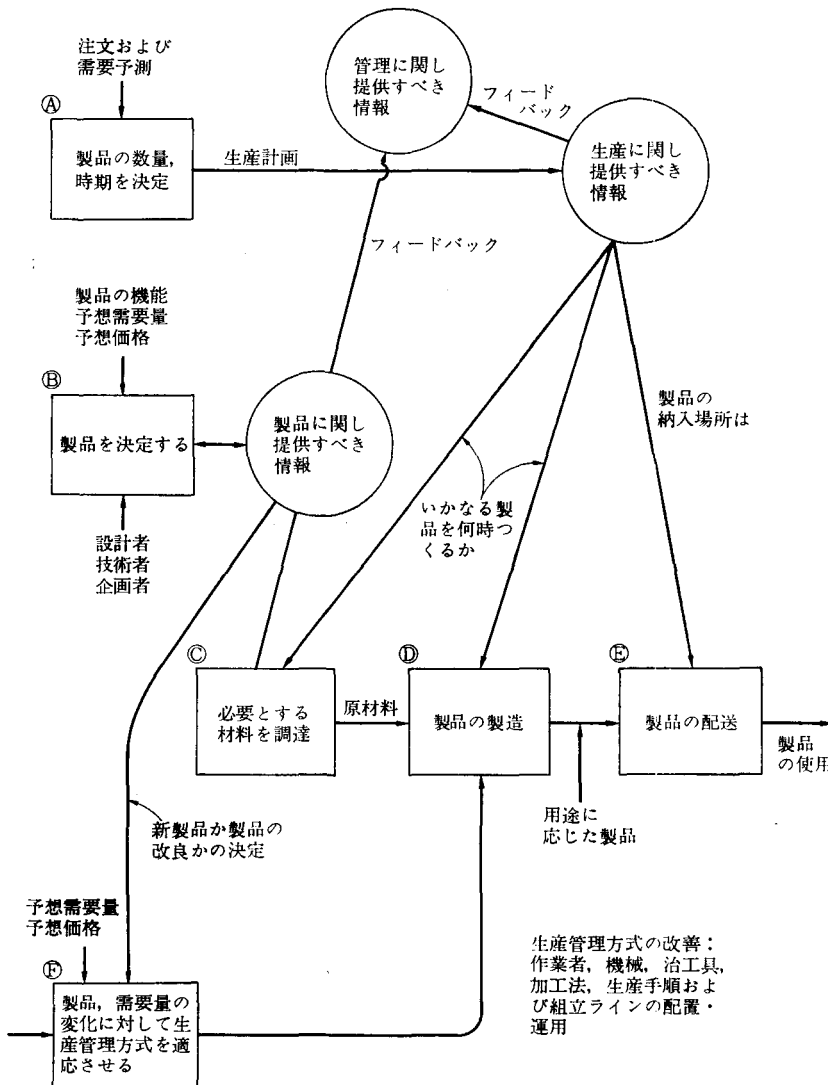 注文および
需要予測
Ⓐ
製品の数量,
時期を決定
生産計画
管理に関し
提供すべき
情報
フィード
バック
生産に関し
提供すべき
情報
フィードバック
製品の機能
予想需要量
予想価格
Ⓑ
製品を決定する
設計者
技術者
企画者
製品に関し
提供すべき
情報
製品の
納入場所は
いかなる製
品を何時つ
くるか
Ⓒ
必要とする
材料を調達
原材料
Ⓓ
製品の製造
Ⓔ
製品の配送
製品
の使用
用途に
応じた製品
新製品か製品の
改良かの決定
予想需要量
予想価格
Ⓕ
製品, 需要量の
変化に対して生
産管理方式を適
応させる
生産管理方式の改善:
作業者, 機械, 治工具,
加工法, 生産手順およ
び組立ラインの配置・
運用